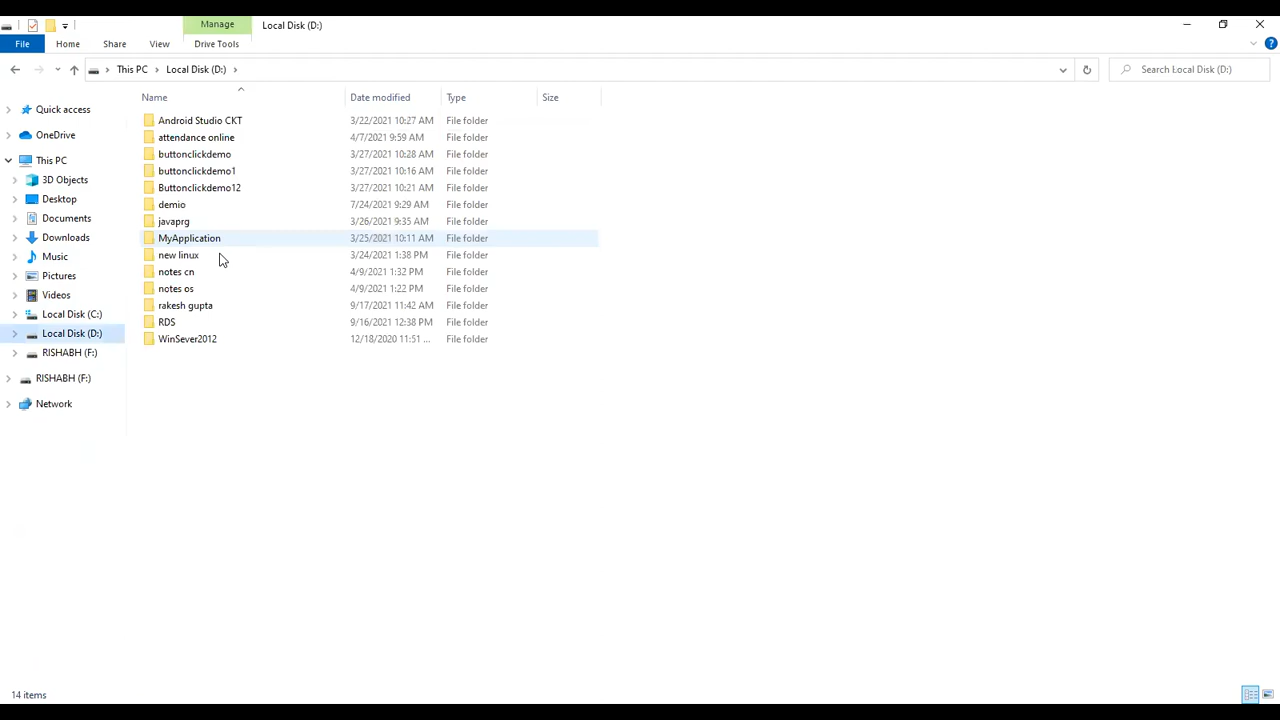 Manage Local Disk (D:)
File Home Share View Drive Tools
This PC Local Disk (D:) Search Local Disk (D:)
Name Date modified Type Size
Quick access
OneDrive
This PC
3D Objects
Desktop
Documents
Downloads
Music
Pictures
Videos
Local Disk (C:)
Local Disk (D:)
RISHABH (F:)
RISHABH (F:)
Network
Android Studio CKT 3/22/2021 10:27 AM File folder
attendance online 4/7/2021 9:59 AM File folder
buttonclickdemo 3/27/2021 10:28 AM File folder
buttonclickdemo1 3/27/2021 10:16 AM File folder
Buttonclickdemo12 3/27/2021 10:21 AM File folder
demio 7/24/2021 9:29 AM File folder
javaprg 3/26/2021 9:35 AM File folder
MyApplication 3/25/2021 10:11 AM File folder
new linux 3/24/2021 1:38 PM File folder
notes cn 4/9/2021 1:32 PM File folder
notes os 4/9/2021 1:22 PM File folder
rakesh gupta 9/17/2021 11:42 AM File folder
RDS 9/16/2021 12:38 PM File folder
WinSever2012 12/18/2020 11:51 ... File folder
14 items